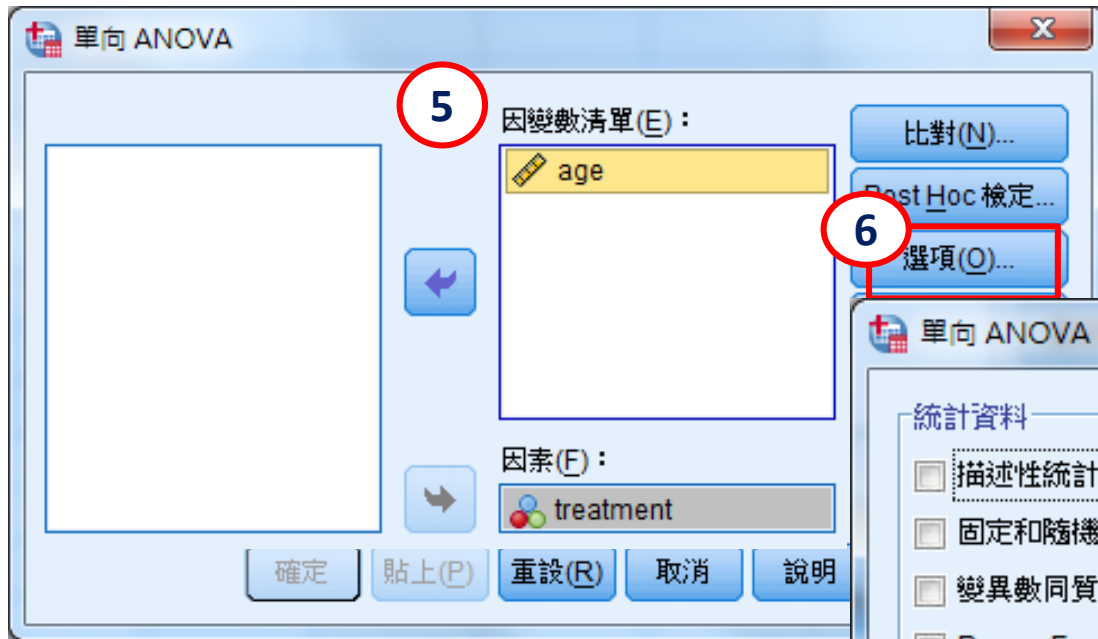 單向 ANOVA
x
5
因變數清單(E)：
age
比對(N)...
Post Hoc 檢定...
6
選項(O)...
因素(F)：
treatment
確定
貼上(P)
重設(R)
取消
說明
單向 ANOVA
統計資料
描述性統計
固定和隨機
變異數同質